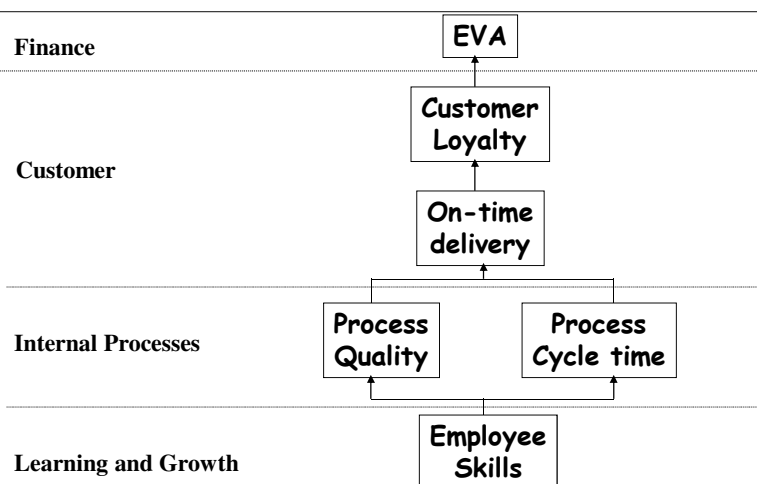 Finance
EVA
Customer
Customer
Loyalty
On-time
delivery
Internal Processes
Process
Quality
Process
Cycle time
Learning and Growth
Employee
Skills